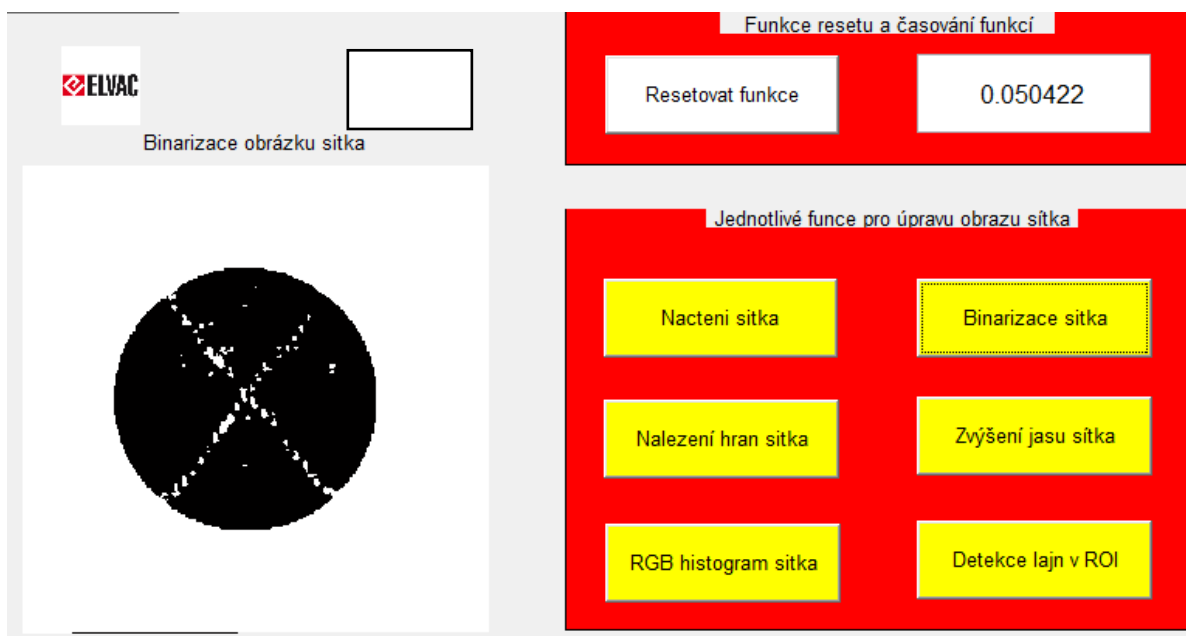 ELVAC
Binarizace obrázku sitka
Funkce resetu a časování funkcí
Resetovat funkce
0.050422
Jednotlivé funce pro úpravu obrazu sítka
Nacteni sitka
Binarizace sitka
Nalezení hran sitka
Zvýšení jasu sítka
RGB histogram sitka
Detekce lajn v ROI